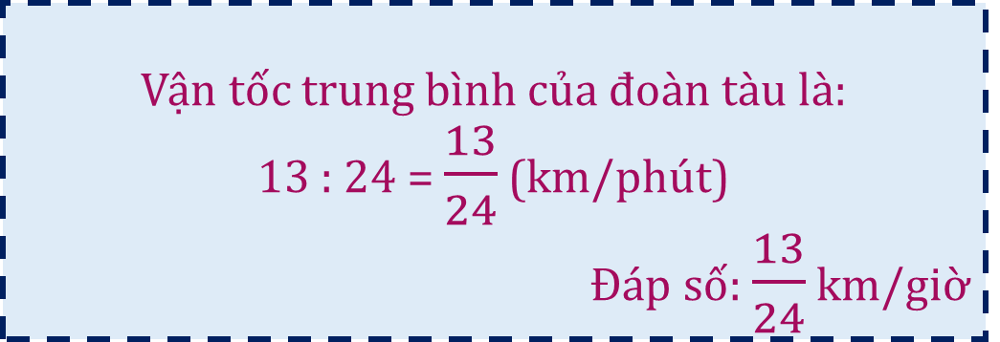 Vận tốc trung bình của đoàn tàu là:
13 : 24 = 13/24 (km/phút)
Đáp số: 13/24 km/giờ